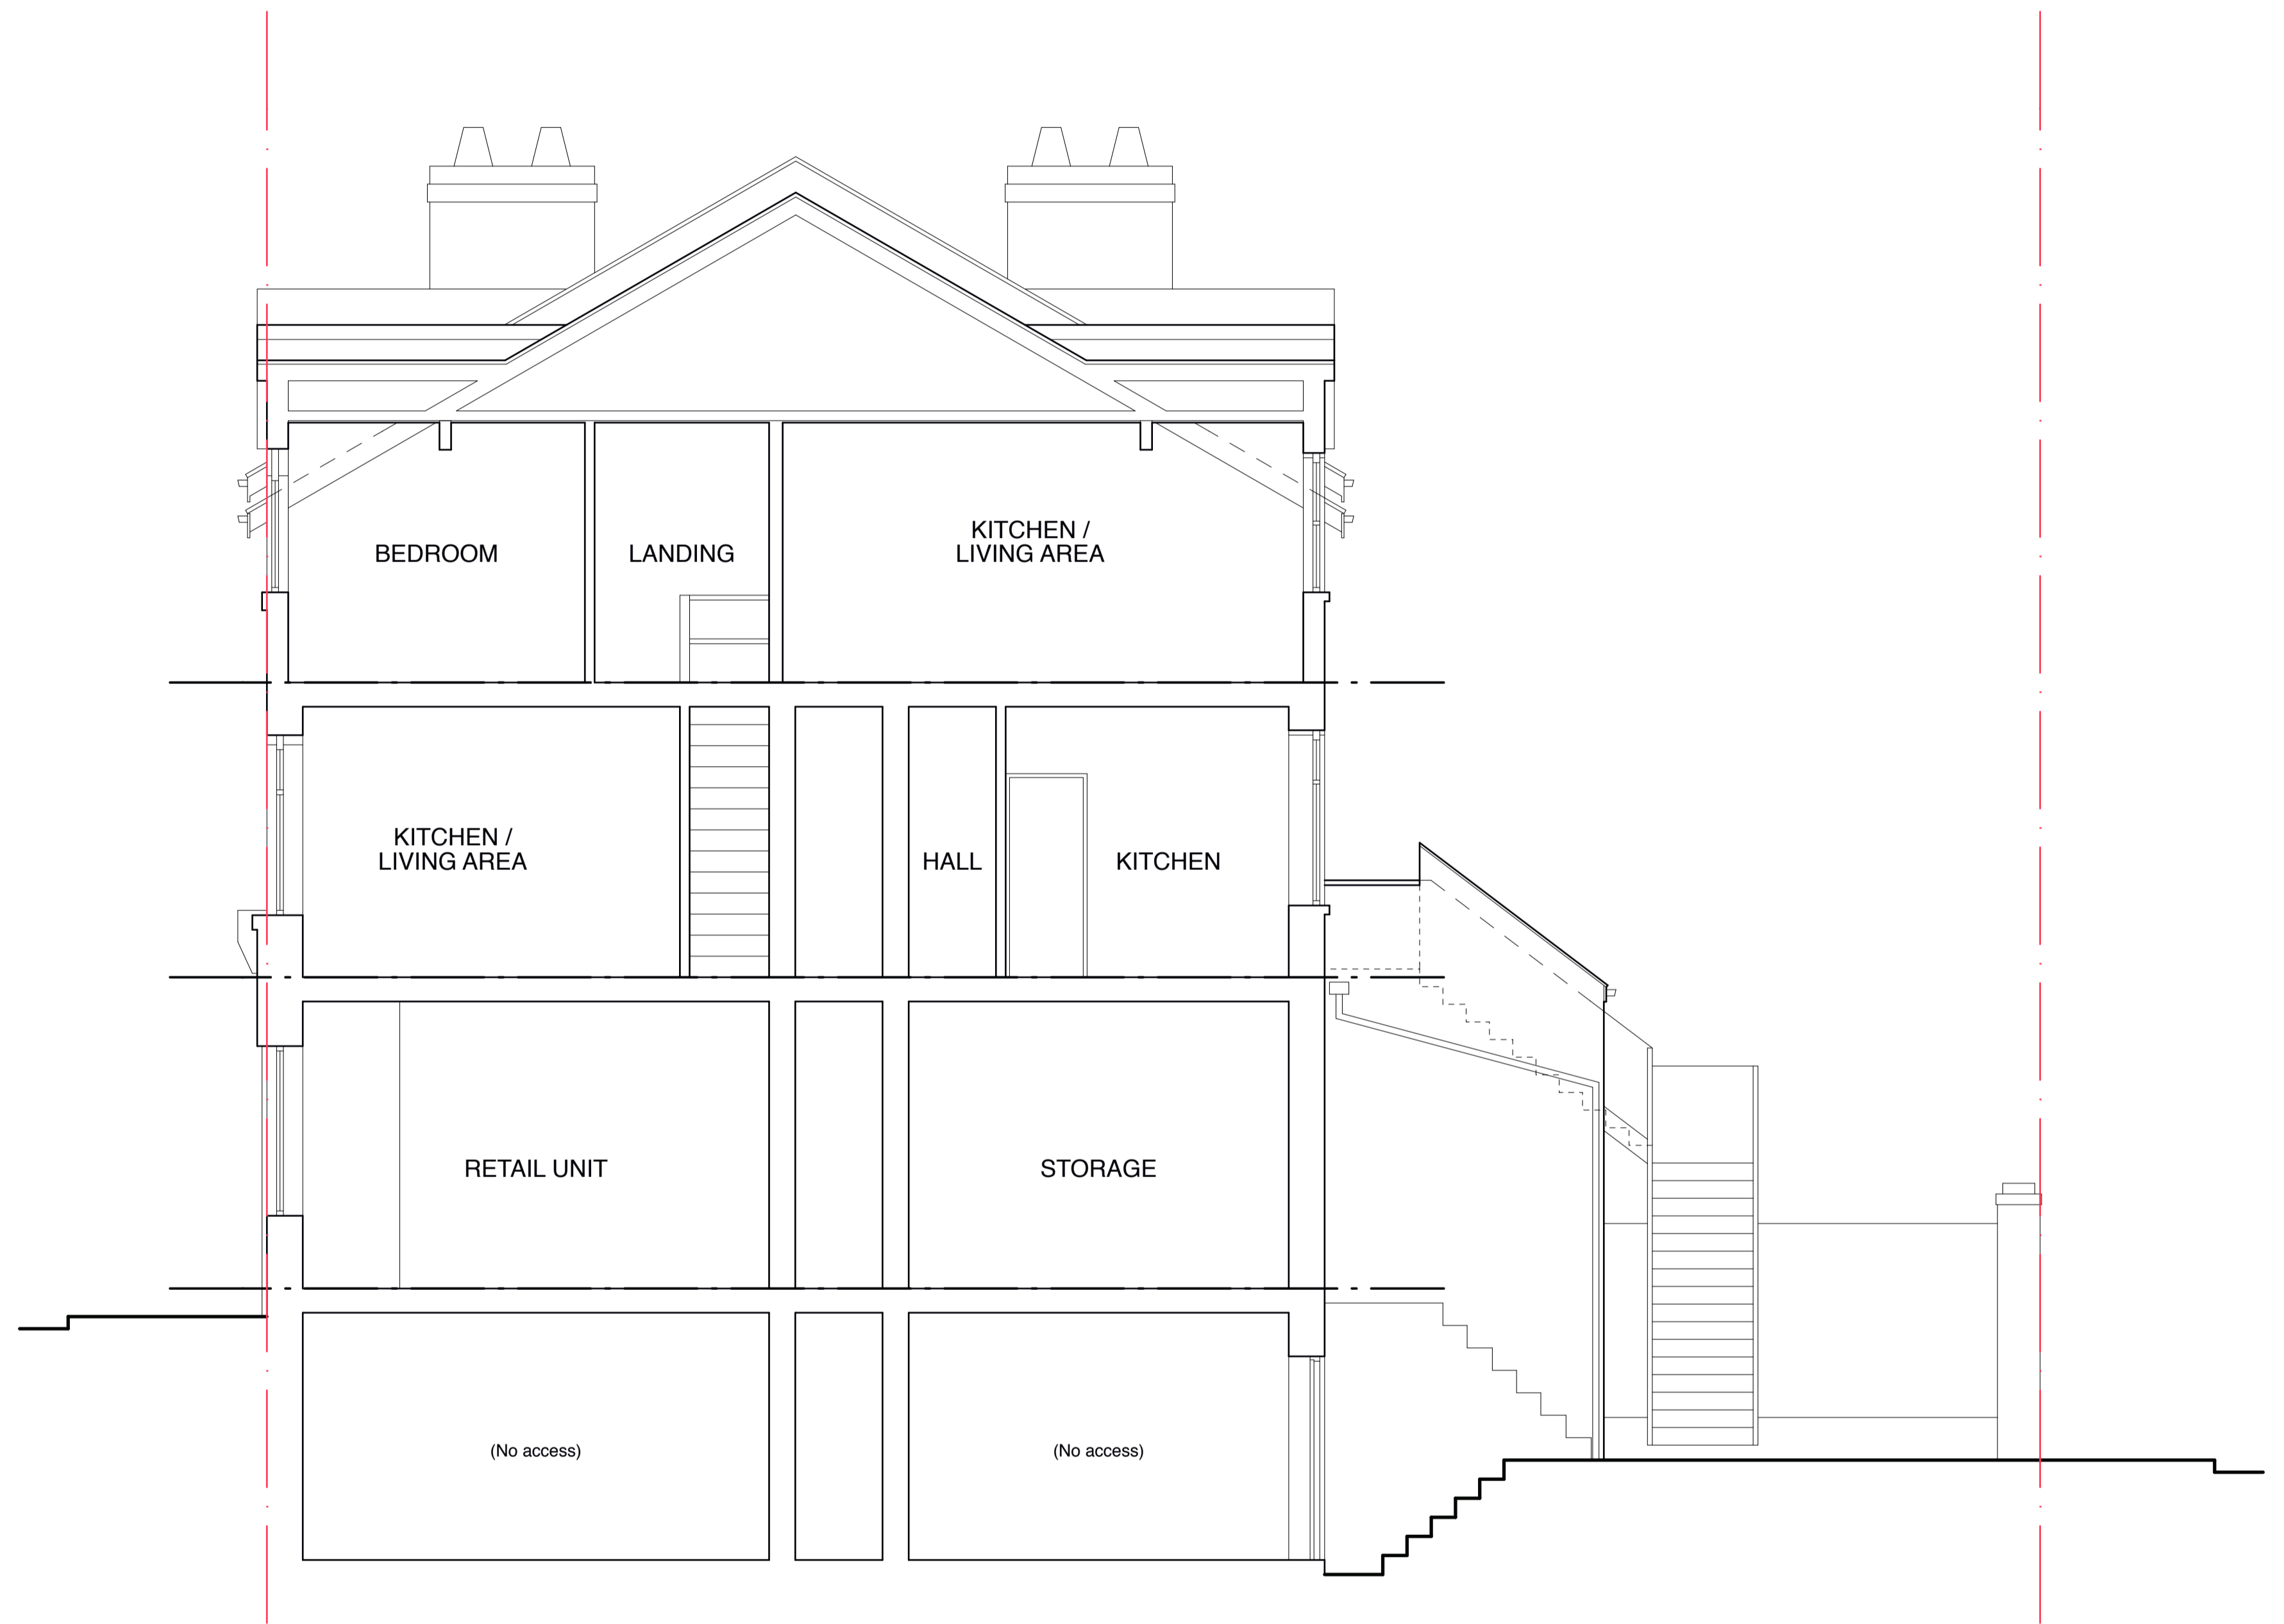 BEDROOM
LANDING
KITCHEN /
LIVING AREA
KITCHEN /
LIVING AREA
HALL
KITCHEN
RETAIL UNIT
STORAGE
(No access)
(No access)